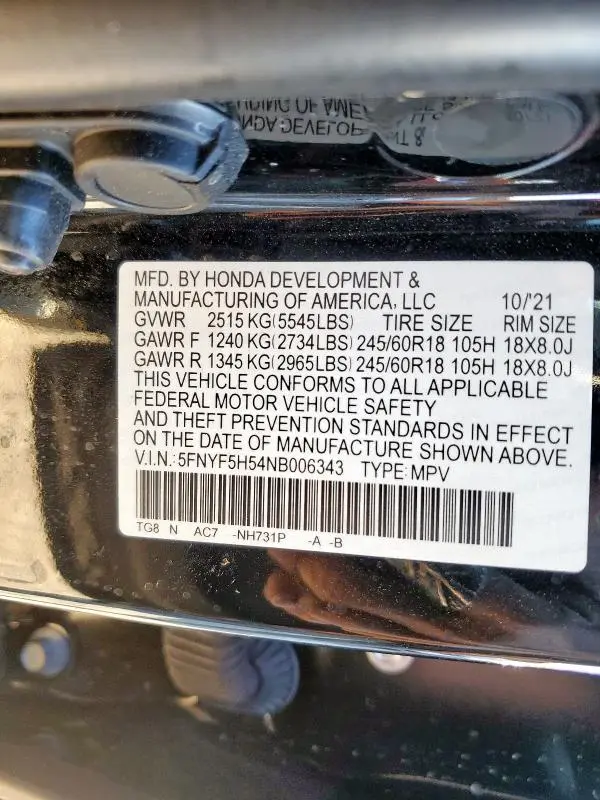 MFD. BY HONDA DEVELOPMENT &
MANUFACTURING OF AMERICA, LLC 10/'21
GVWR 2515 KG(5545LBS) TIRE SIZE RIM SIZE
GAWR F 1240 KG(2734LBS) 245/60R18 105H 18X8.0J
GAWR R 1345 KG(2965LBS) 245/60R18 105H 18X8.0J
THIS VEHICLE CONFORMS TO ALL APPLICABLE
FEDERAL MOTOR VEHICLE SAFETY
AND THEFT PREVENTION STANDARDS IN EFFECT
ON THE DATE OF MANUFACTURE SHOWN ABOVE.
V.I.N.: 5FNYF5H54NB006343 TYPE: MPV
TG8 N AC7 -NH731P -A -B